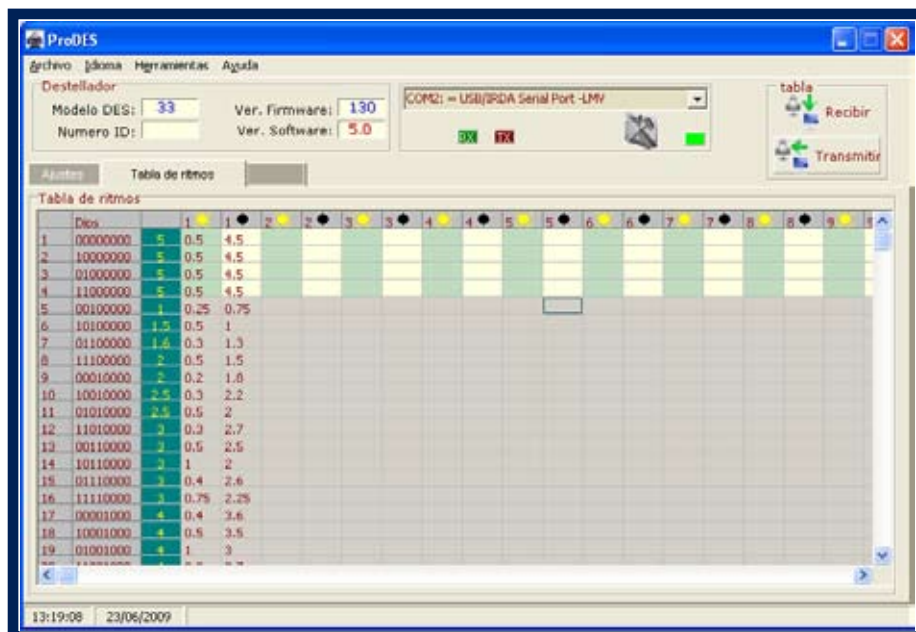 ProDES
Archivo Idioma Herramientas Ayuda
Destellador
Modelo DES: 33 Ver. Firmware: 130
Numero ID: Ver. Software: 5.0
COM2: = USB/IRDA Serial Port -LMV
RX TX
tabla
Recibir
Transmitir
Ajustes Tabla de ritmos
Tabla de ritmos
Dips 1 1 2 2 3 3 4 4 5 5 6 6 7 7 8 8 9
1 00000000 5 0.5 4.5
2 10000000 5 0.5 4.5
3 01000000 5 0.5 4.5
4 11000000 5 0.5 4.5
5 00100000 1 0.25 0.75
6 10100000 1.5 0.5 1
7 01100000 1.6 0.3 1.3
8 11100000 2 0.5 1.5
9 00010000 2 0.2 1.8
10 10010000 2.5 0.3 2.2
11 01010000 2.5 0.5 2
12 11010000 3 0.3 2.7
13 00110000 3 0.5 2.5
14 10110000 3 1 2
15 01110000 3 0.4 2.6
16 11110000 3 0.75 2.25
17 00001000 4 0.4 3.6
18 10001000 4 0.5 3.5
19 01001000 4 1 3
13:19:08 23/06/2009